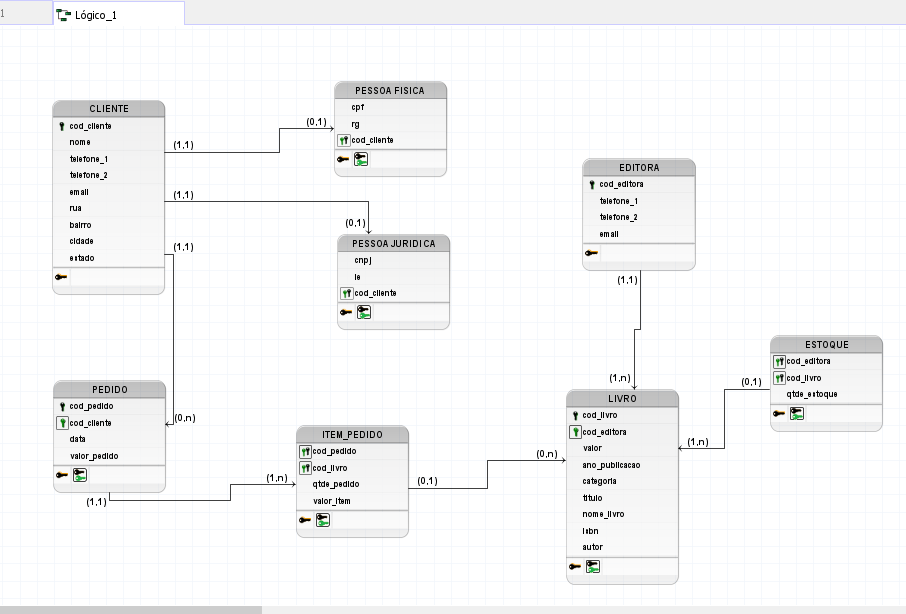 1
Lógico_1
CLIENTE
cod_cliente
nome
telefone_1
telefone_2
email
rua
bairro
cidade
estado
(1,1)
(0,1)
PESSOA FISICA
cpf
rg
cod_cliente
(1,1)
(0,1)
PESSOA JURIDICA
cnpj
ie
cod_cliente
(1,1)
(0,n)
PEDIDO
cod_pedido
cod_cliente
data
valor_pedido
(1,1)
(1,n)
ITEM_PEDIDO
cod_pedido
cod_livro
qtde_pedido
valor_item
(0,1)
(0,n)
EDITORA
cod_editora
telefone_1
telefone_2
email
(1,1)
(1,n)
LIVRO
cod_livro
cod_editora
valor
ano_publicacao
categoria
titulo
nome_livro
isbn
autor
(1,n)
(0,1)
ESTOQUE
cod_editora
cod_livro
qtde_estoque